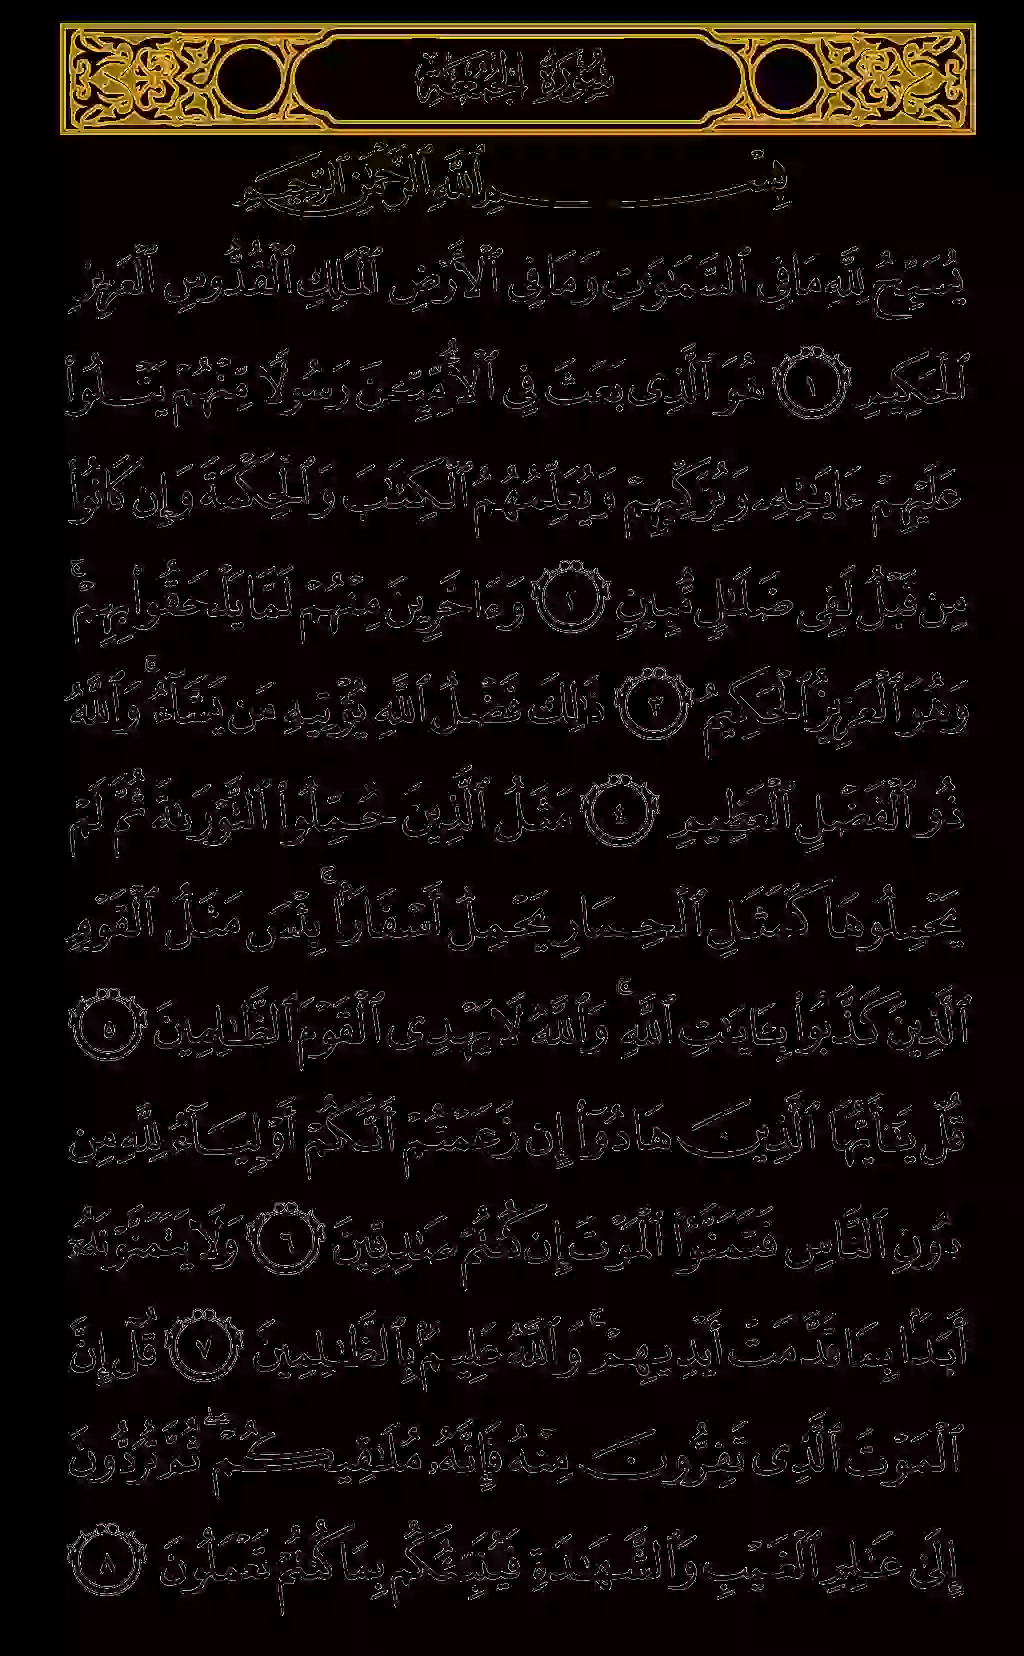 سُورَةُ الجُمُعَةِ
بِسْمِ ٱللَّهِ ٱلرَّحْمَٰنِ ٱلرَّحِيمِ
يُسَبِّحُ لِلَّهِ مَا فِى ٱلسَّمَٰوَٰتِ وَمَا فِى ٱلْأَرْضِ ٱلْمَلِكِ ٱلْقُدُّوسِ ٱلْعَزِيزِ
ٱلْحَكِيمِ ١ هُوَ ٱلَّذِى بَعَثَ فِى ٱلْأُمِّيِّـۧنَ رَسُولًا مِّنْهُمْ يَتْلُوا۟
عَلَيْهِمْ ءَايَٰتِهِۦ وَيُزَكِّيهِمْ وَيُعَلِّمُهُمُ ٱلْكِتَٰبَ وَٱلْحِكْمَةَ وَإِن كَانُوا۟
مِن قَبْلُ لَفِى ضَلَٰلٍ مُّبِينٍ ٢ وَءَاخَرِينَ مِنْهُمْ لَمَّا يَلْحَقُوا۟ بِهِمْ ۚ
وَهُوَ ٱلْعَزِيزُ ٱلْحَكِيمُ ٣ ذَٰلِكَ فَضْلُ ٱللَّهِ يُؤْتِيهِ مَن يَشَآءُ ۚ وَٱللَّهُ
ذُو ٱلْفَضْلِ ٱلْعَظِيمِ ٤ مَثَلُ ٱلَّذِينَ حُمِّلُوا۟ ٱلتَّوْرَىٰةَ ثُمَّ لَمْ
يَحْمِلُوهَا كَمَثَلِ ٱلْحِمَارِ يَحْمِلُ أَسْفَارًۢا ۚ بِئْسَ مَثَلُ ٱلْقَوْمِ
ٱلَّذِينَ كَذَّبُوا۟ بِـَٔايَٰتِ ٱللَّهِ ۚ وَٱللَّهُ لَا يَهْدِى ٱلْقَوْمَ ٱلظَّٰلِمِينَ ٥
قُلْ يَٰٓأَيُّهَا ٱلَّذِينَ هَادُوٓا۟ إِن زَعَمْتُمْ أَنَّكُمْ أَوْلِيَآءُ لِلَّهِ مِن
دُونِ ٱلنَّاسِ فَتَمَنَّوُا۟ ٱلْمَوْتَ إِن كُنتُمْ صَٰدِقِينَ ٦ وَلَا يَتَمَنَّوْنَهُۥٓ
أَبَدًۢا بِمَا قَدَّمَتْ أَيْدِيهِمْ ۚ وَٱللَّهُ عَلِيمٌۢ بِٱلظَّٰلِمِينَ ٧ قُلْ إِنَّ
ٱلْمَوْتَ ٱلَّذِى تَفِرُّونَ مِنْهُ فَإِنَّهُۥ مُلَٰقِيكُمْ ۖ ثُمَّ تُرَدُّونَ
إِلَىٰ عَٰلِمِ ٱلْغَيْبِ وَٱلشَّهَٰدَةِ فَيُنَبِّئُكُم بِمَا كُنتُمْ تَعْمَلُونَ ٨